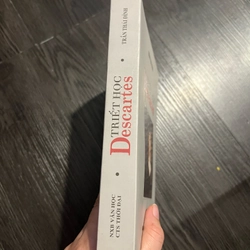 TRẦN THÁI ĐỈNH
TRIẾT HỌC
Descartes
NXB VĂN HỌC
CTS THỜI ĐẠI